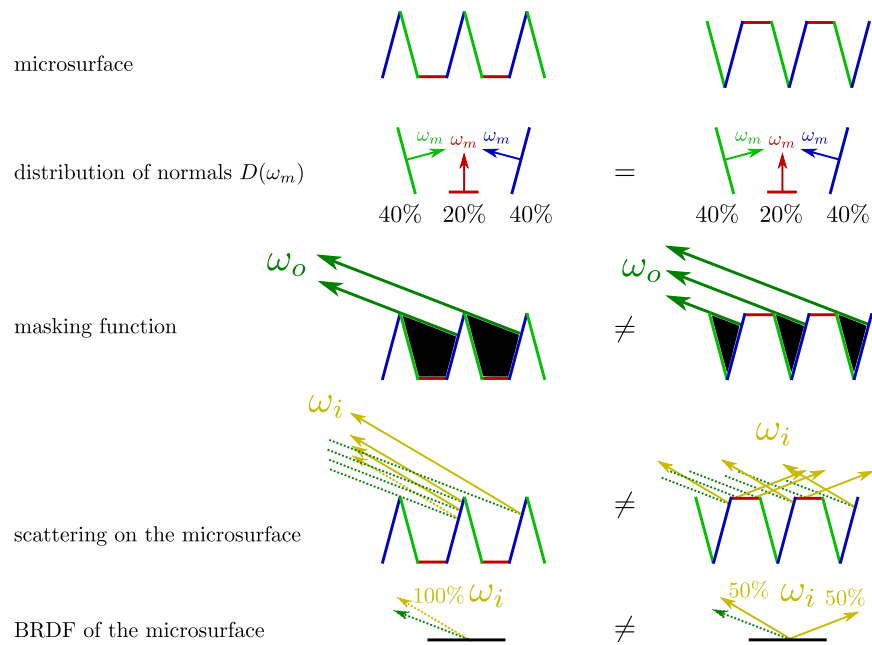 microsurface
distribution of normals D(ωₘ)
ωₘ ωₘ ωₘ
40% 20% 40%
=
ωₘ ωₘ ωₘ
40% 20% 40%
masking function
ωₒ
≠
ωₒ
scattering on the microsurface
ωᵢ
≠
ωᵢ
BRDF of the microsurface
100% ωᵢ
≠
50% ωᵢ 50%